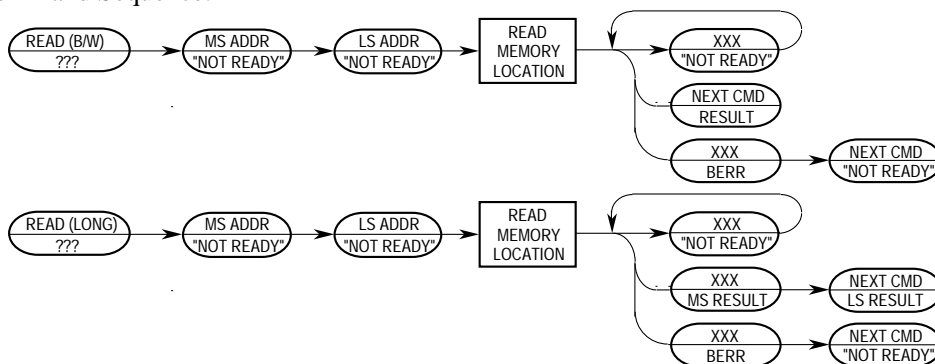 READ (B/W)
???
MS ADDR
"NOT READY"
LS ADDR
"NOT READY"
READ
MEMORY
LOCATION
XXX
"NOT READY"
NEXT CMD
RESULT
XXX
BERR
NEXT CMD
"NOT READY"
READ (LONG)
???
MS ADDR
"NOT READY"
LS ADDR
"NOT READY"
READ
MEMORY
LOCATION
XXX
"NOT READY"
XXX
MS RESULT
NEXT CMD
LS RESULT
XXX
BERR
NEXT CMD
"NOT READY"